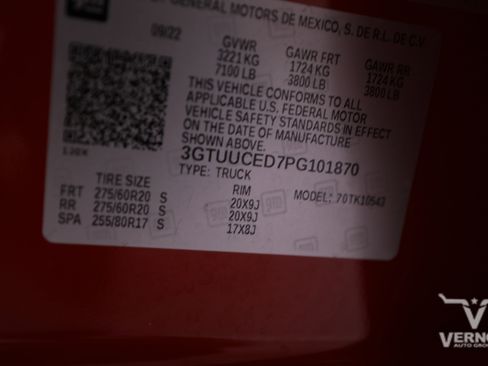 GENERAL MOTORS DE MEXICO, S. DE R.L. DE C.V.
09/22
GVWR GAWR FRT GAWR RR
3221 KG 1724 KG 1724 KG
7100 LB 3800 LB 3800 LB
THIS VEHICLE CONFORMS TO ALL
APPLICABLE U.S. FEDERAL MOTOR
VEHICLE SAFETY STANDARDS IN EFFECT
ON THE DATE OF MANUFACTURE
SHOWN ABOVE.
3GTUUCED7PG101870
TYPE: TRUCK
TIRE SIZE RIM MODEL: 70TK10543
FRT 275/60R20 S 20X9J
RR 275/60R20 S 20X9J
SPA 255/80R17 S 17X8J
AUTO GROUP